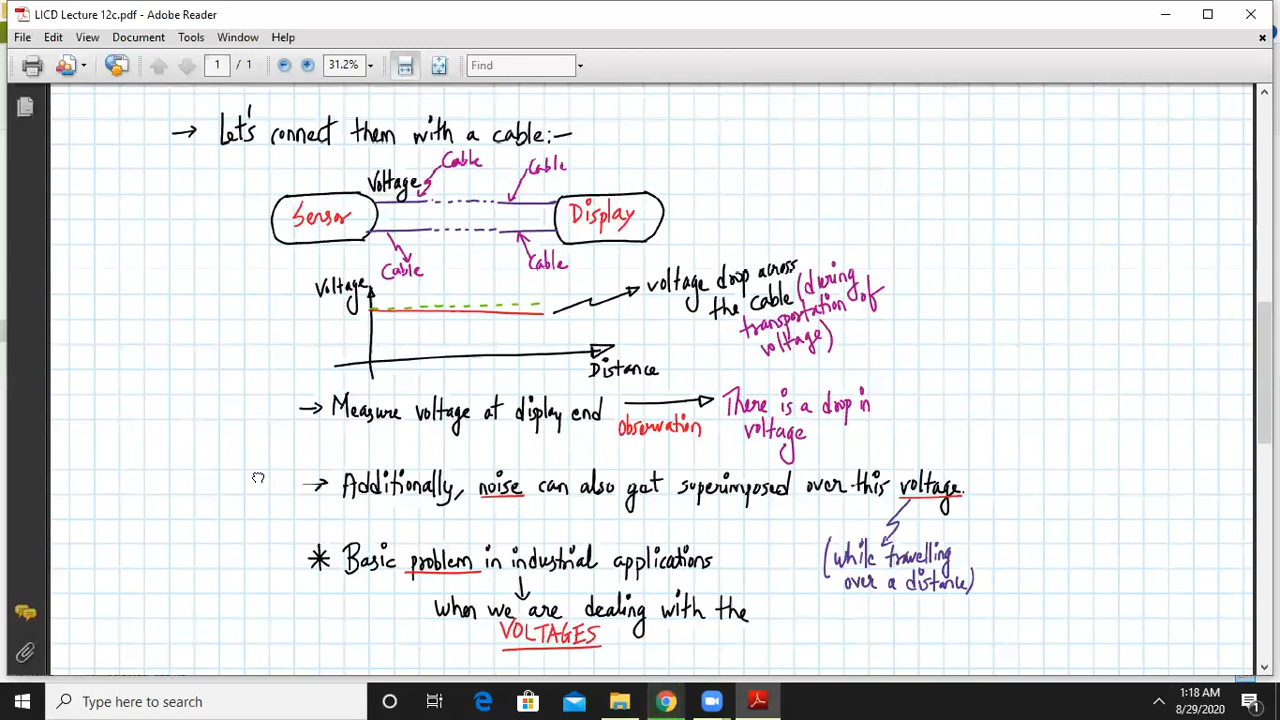 LICD Lecture 12c.pdf - Adobe Reader
File Edit View Document Tools Window Help
1 / 1 31.2% Find
→ Let's connect them with a cable:-
Cable Cable
Voltage
Sensor Display
Cable Cable
Voltage
voltage drop across
the cable (during
transportation of
voltage)
Distance
→ Measure voltage at display end → There is a drop in
Observation voltage
→ Additionally, noise can also get superimposed over this voltage.
(while travelling
over a distance)
* Basic problem in industrial applications
when we are dealing with the
VOLTAGES
Type here to search
1:18 AM
8/29/2020
1